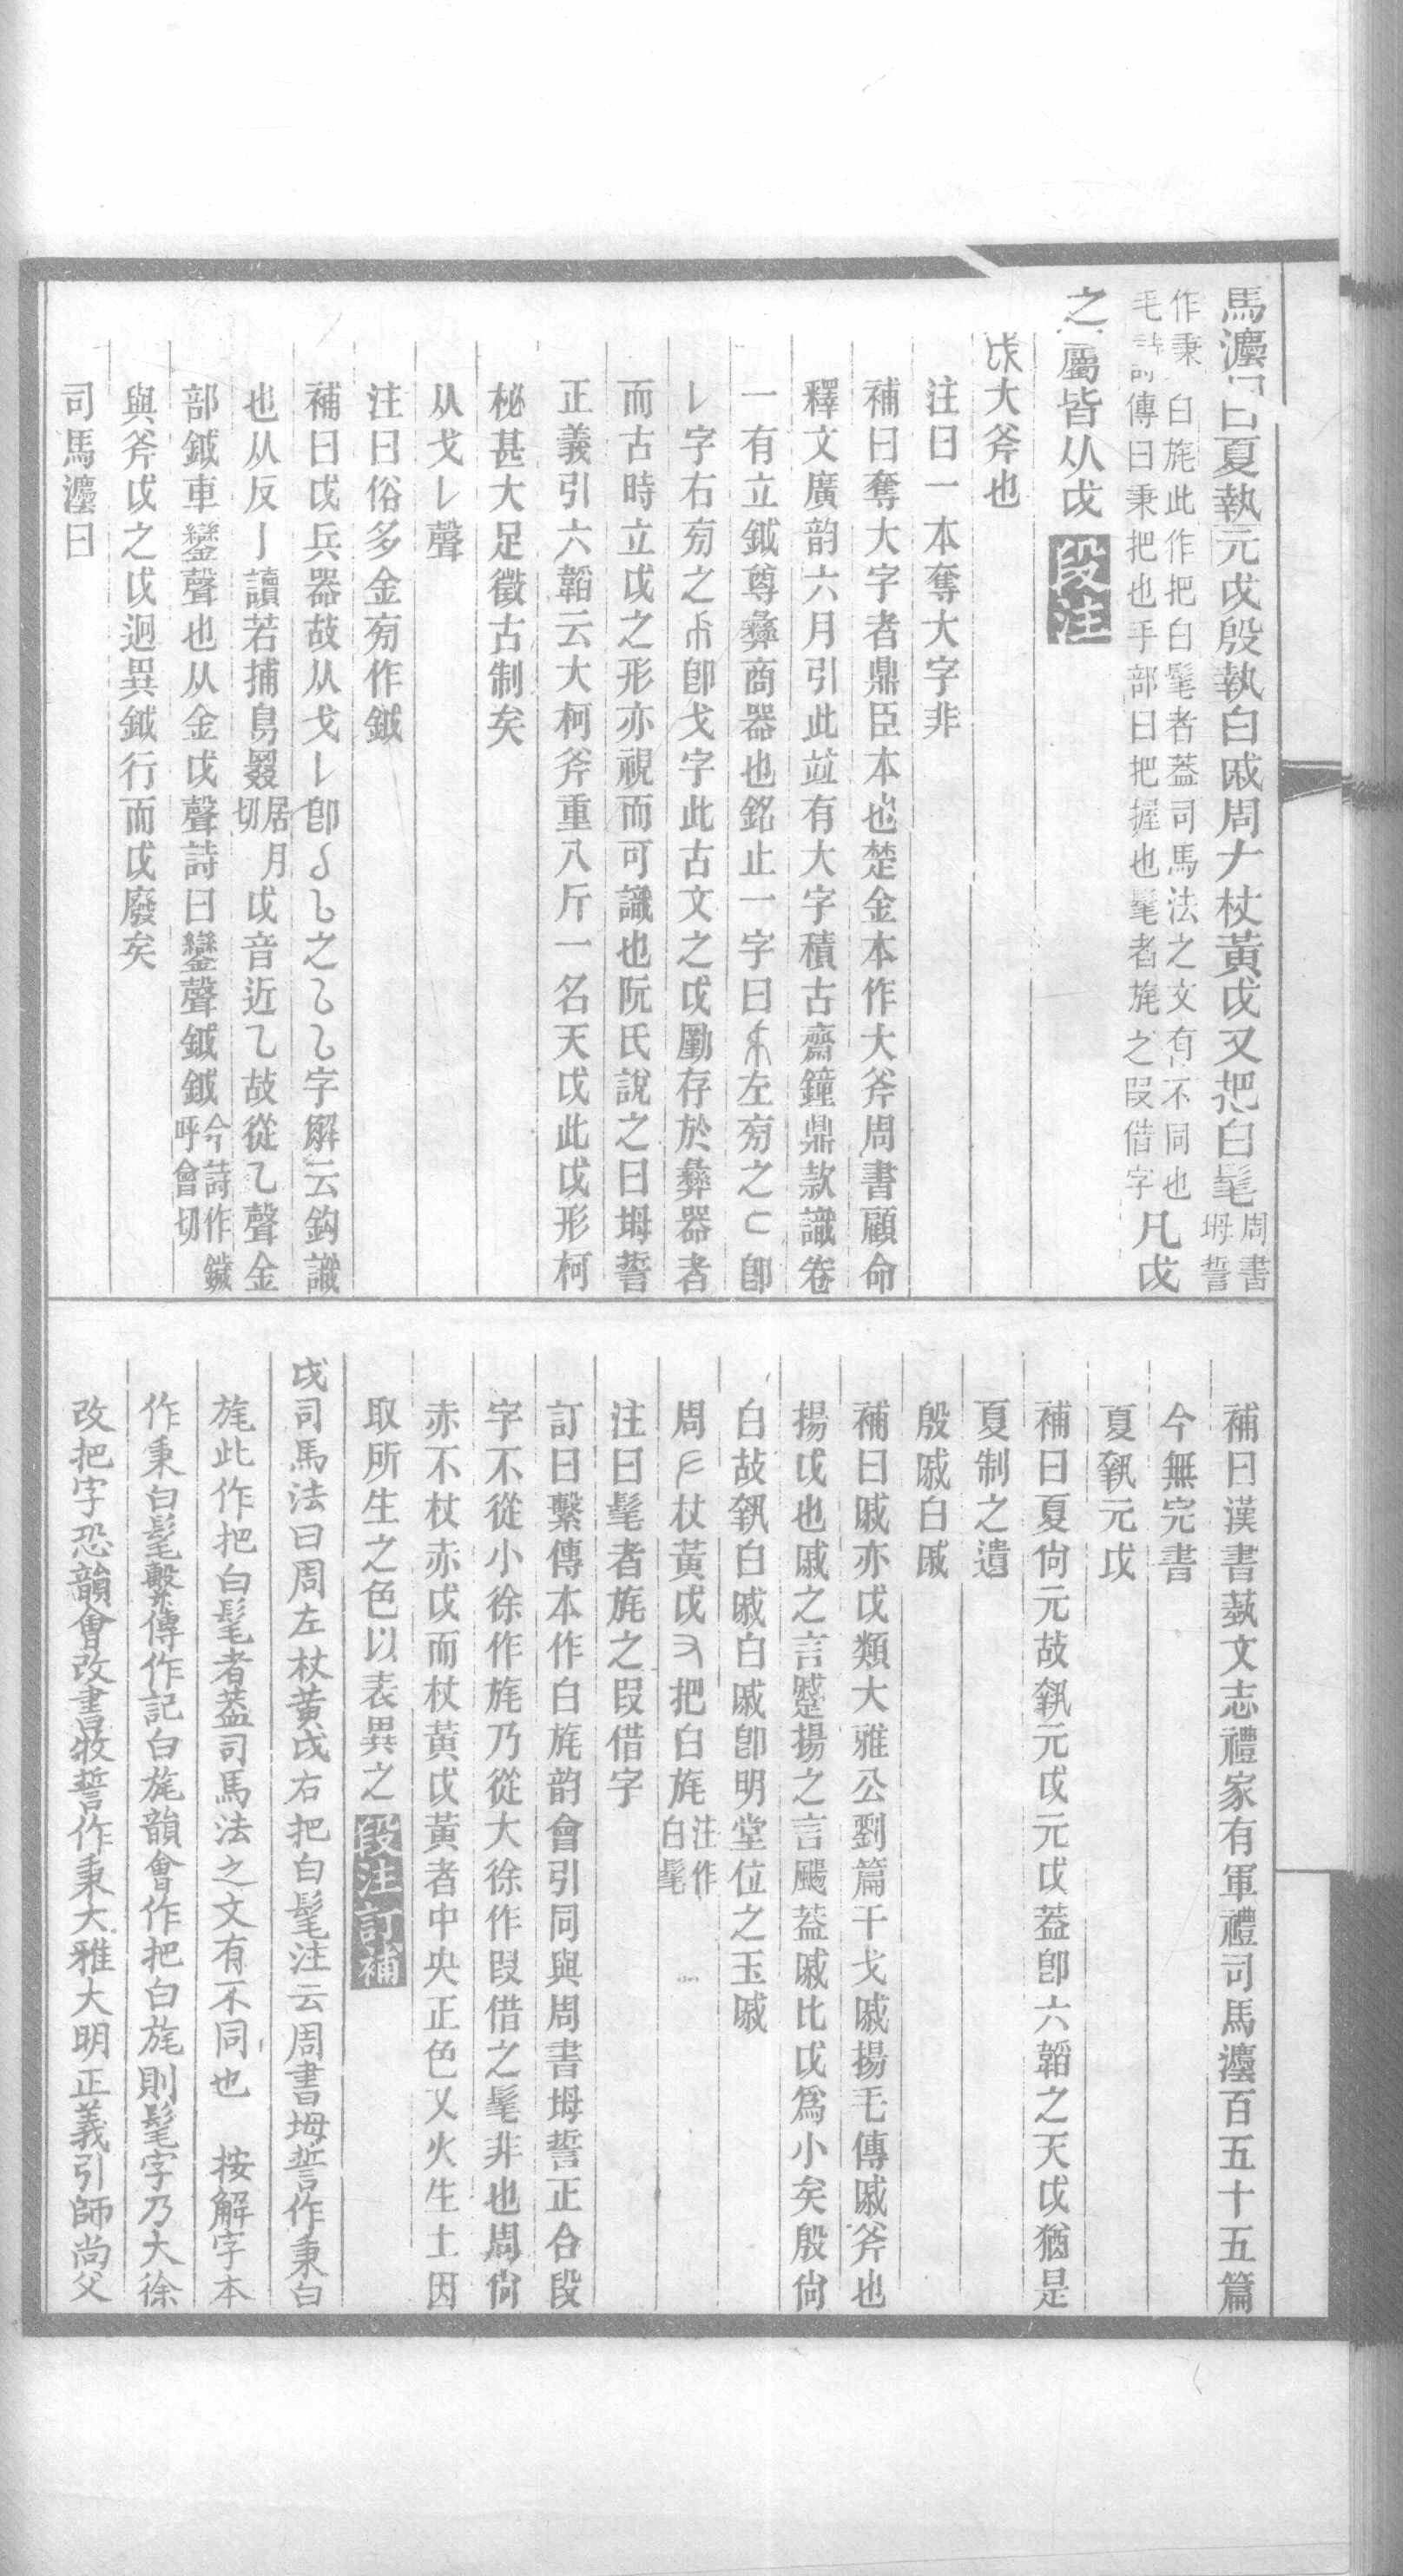 馬灋曰夏執元戉殷執白戚周𠂇杖黃戉又把白髦周書坶誓
作秉白旄此作把白髦者葢司馬法之文有不同也
毛詩傳曰秉把也手部曰把握也髦者旄之叚借字凡戉
之屬皆从戉段注
戉大斧也
注曰一本奪大字非
補曰奪大字者鼎臣本也楚金本作大斧周書顧命
釋文廣韵六月引此竝有大字積古齋鐘鼎款識卷
一有立鉞尊彝商器也銘止一字曰左㫄之卽
𠄌字右㫄之卽戈字此古文之戉勵存於彝器者
而古時立戉之形亦視而可識也阮氏說之曰坶誓
正義引六韜云大柯斧重八斤一名天戉此戉形柯
柲甚大足徵古制矣
从戈𠄌聲
注曰俗多金㫄作鉞
補曰戉兵器故从戈𠄌卽之字解云鈎識
也从反亅讀若捕鳥罬居月切戉音近乙故從乙聲金
部鉞車鑾聲也从金戉聲詩曰鑾聲鉞鉞今詩作鐬呼會切
與斧戉之戉迥異鉞行而戉廢矣
司馬灋曰
補曰漢書蓺文志禮家有軍禮司馬灋百五十五篇
今無完書
夏𡘺元戉
補曰夏尙元故𡘺元戉元戉葢卽六韜之天戉猶是
夏制之遺
殷戚白戚
補曰戚亦戉類大雅公劉篇干戈戚揚毛傳戚斧也
揚戉也戚之言蹙揚之言颺葢戚比戉爲小矣殷尙
白故𡘺白戚白戚卽明堂位之玉戚
周杖黃戉把白旄注作白髦
注曰髦者旄之叚借字
訂曰繫傳本作白旄韵會引同與周書坶誓正合段
字不從小徐作旄乃從大徐作叚借之髦非也周尙
赤不杖赤戉而杖黃戉黃者中央正色又火生土因
取所生之色以表異之段注訂補
戉司馬法曰周左杖黃戉右把白髦注云周書坶誓作秉白
旄此作把白髦者葢司馬法之文有不同也　按解字本
作秉白髦繫傳作記白旄韻會作把白旄則髦字乃大徐
改把字恐韻會改書牧誓作秉大雅大明正義引師尚父